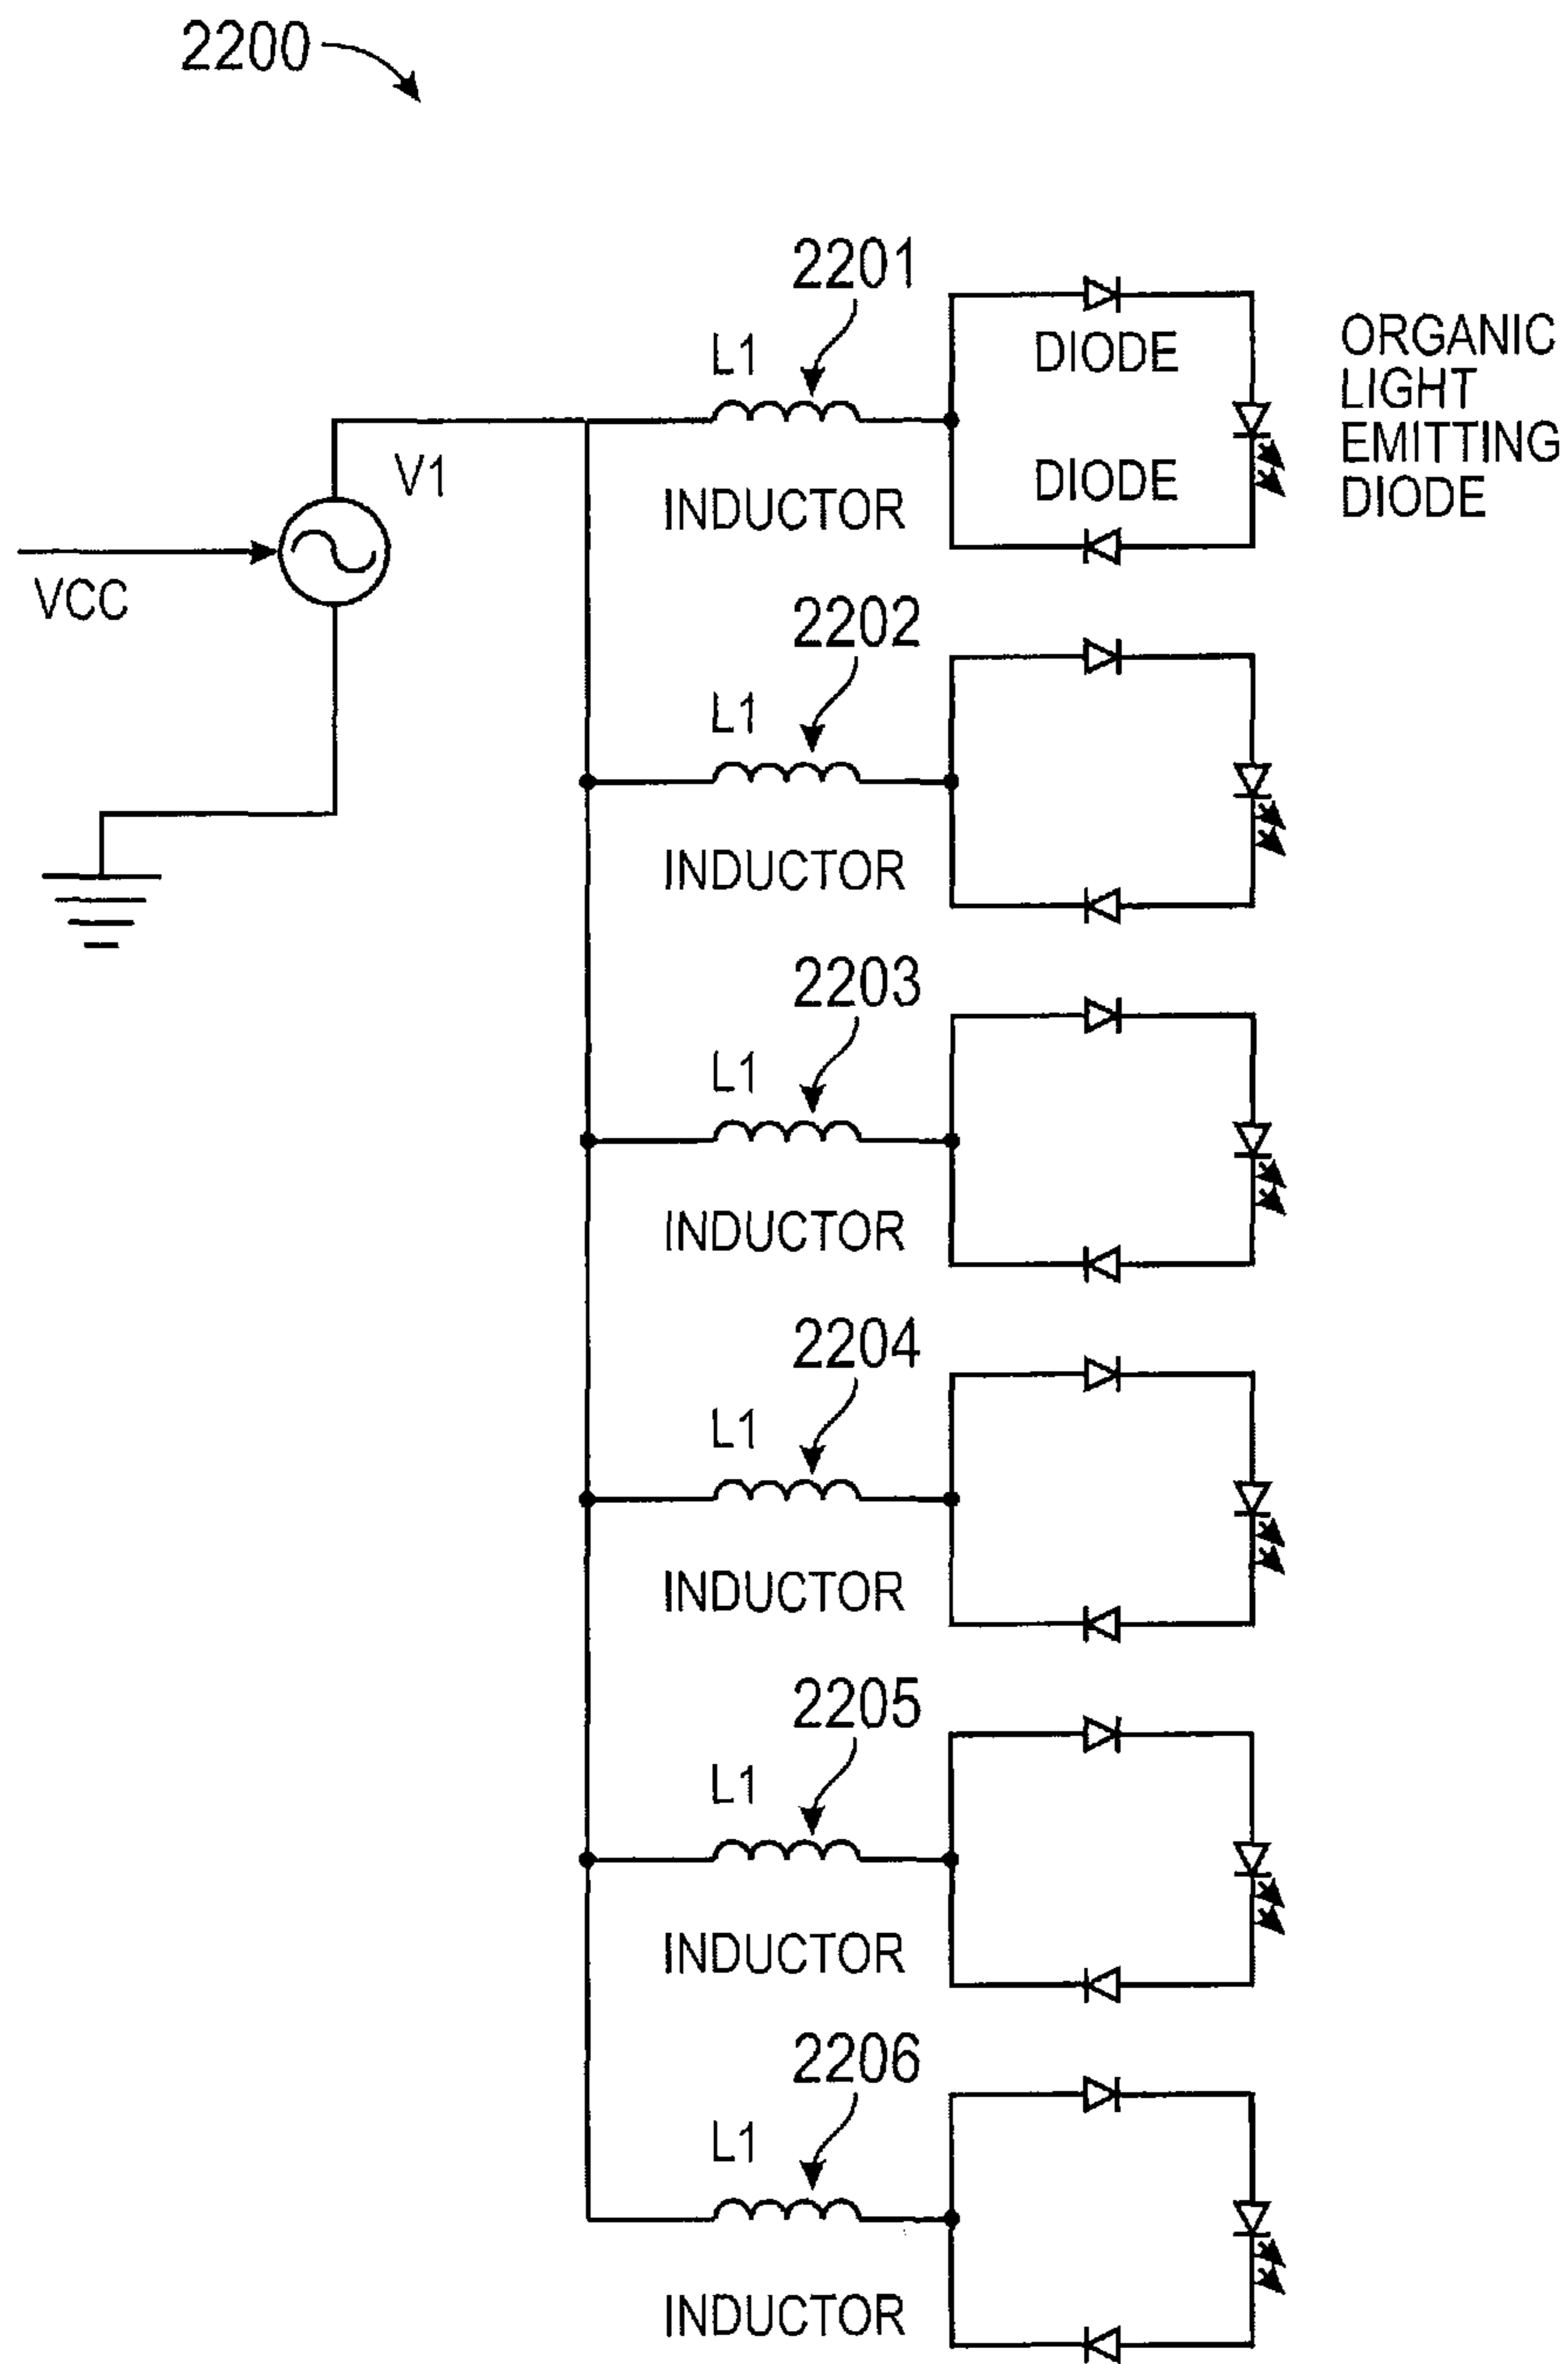 2200
2201
L1
DIODE
ORGANIC
LIGHT
EMITTING
DIODE
V1
DIODE
INDUCTOR
VCC
2202
L1
INDUCTOR
2203
L1
INDUCTOR
2204
L1
INDUCTOR
2205
L1
INDUCTOR
2206
L1
INDUCTOR